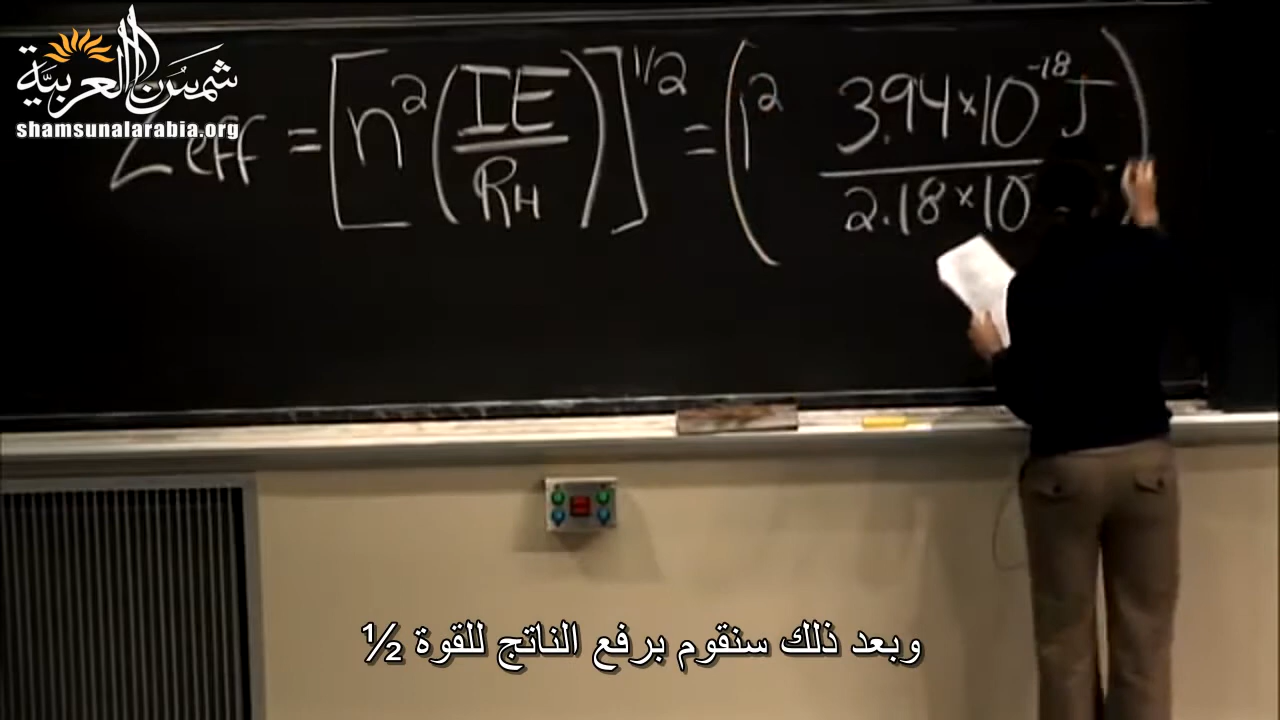 شمس العربية
shamsunalarabia.org
Zeff = [n² (IE / RH)]^1/2 = (1² 3.94×10⁻¹⁸ J / 2.18×10
وبعد ذلك سنقوم برفع الناتج للقوة ½